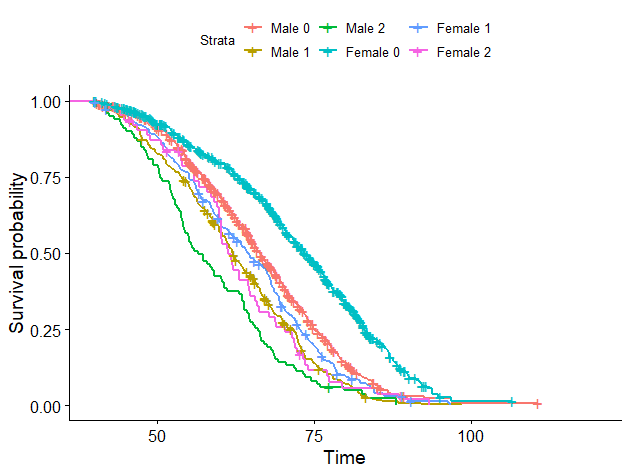 Strata Male 0 Male 2 Female 1
Male 1 Female 0 Female 2
Survival probability
1.00
0.75
0.50
0.25
0.00
50 75 100
Time